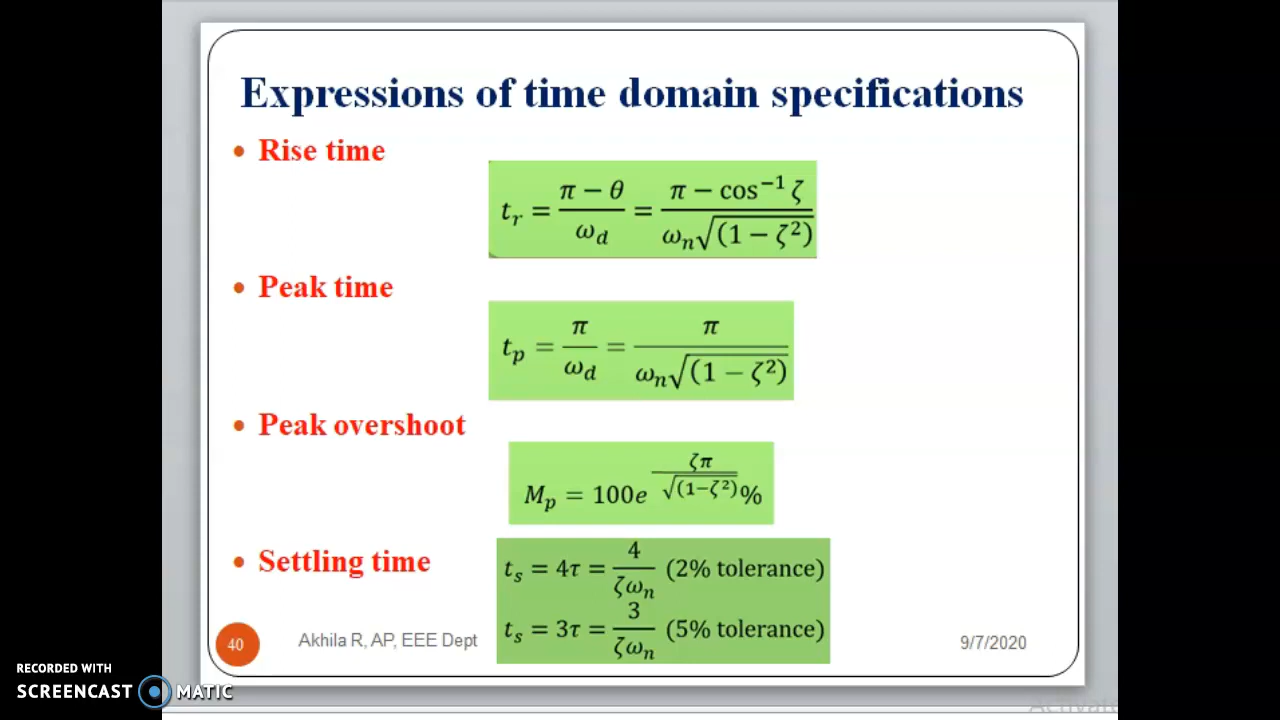 Expressions of time domain specifications
• Rise time
t_r = (π − θ)/ω_d = (π − cos⁻¹ ζ)/(ω_n√((1 − ζ²)))
• Peak time
t_p = π/ω_d = π/(ω_n√((1 − ζ²)))
• Peak overshoot
M_p = 100e^(−ζπ/√((1−ζ²)))%
• Settling time
t_s = 4τ = 4/(ζω_n) (2% tolerance)
t_s = 3τ = 3/(ζω_n) (5% tolerance)
40
Akhila R, AP, EEE Dept
9/7/2020
RECORDED WITH
SCREENCAST MATIC